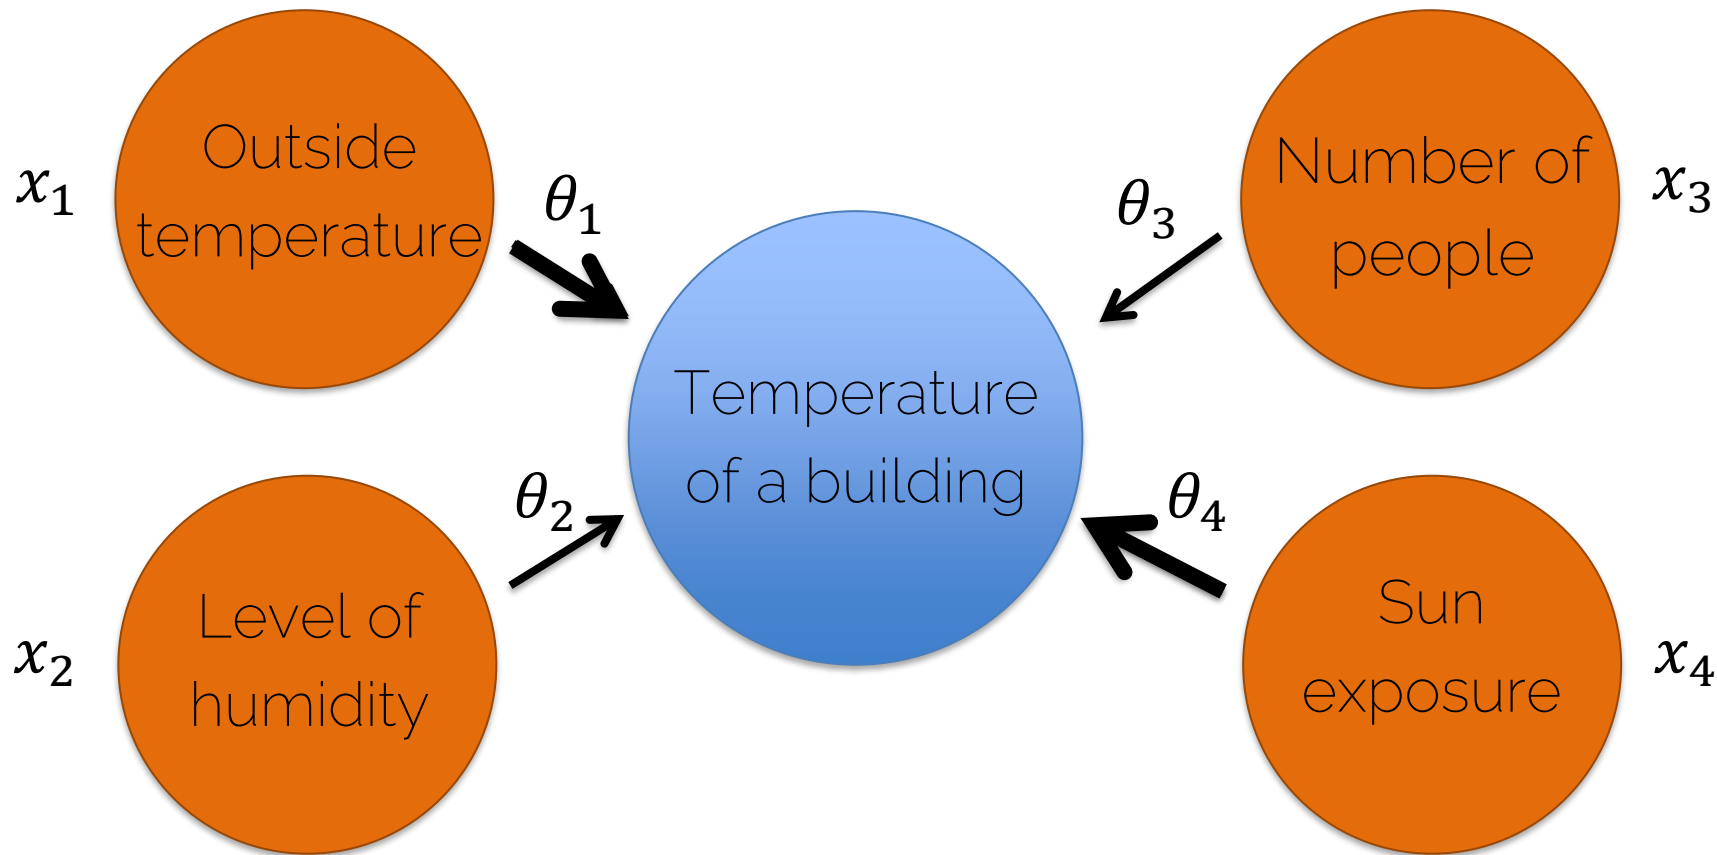 x₁
Outside
temperature
θ₁
Number of
people
θ₃
x₃
Temperature
of a building
x₂
Level of
humidity
θ₂
Sun
exposure
θ₄
x₄